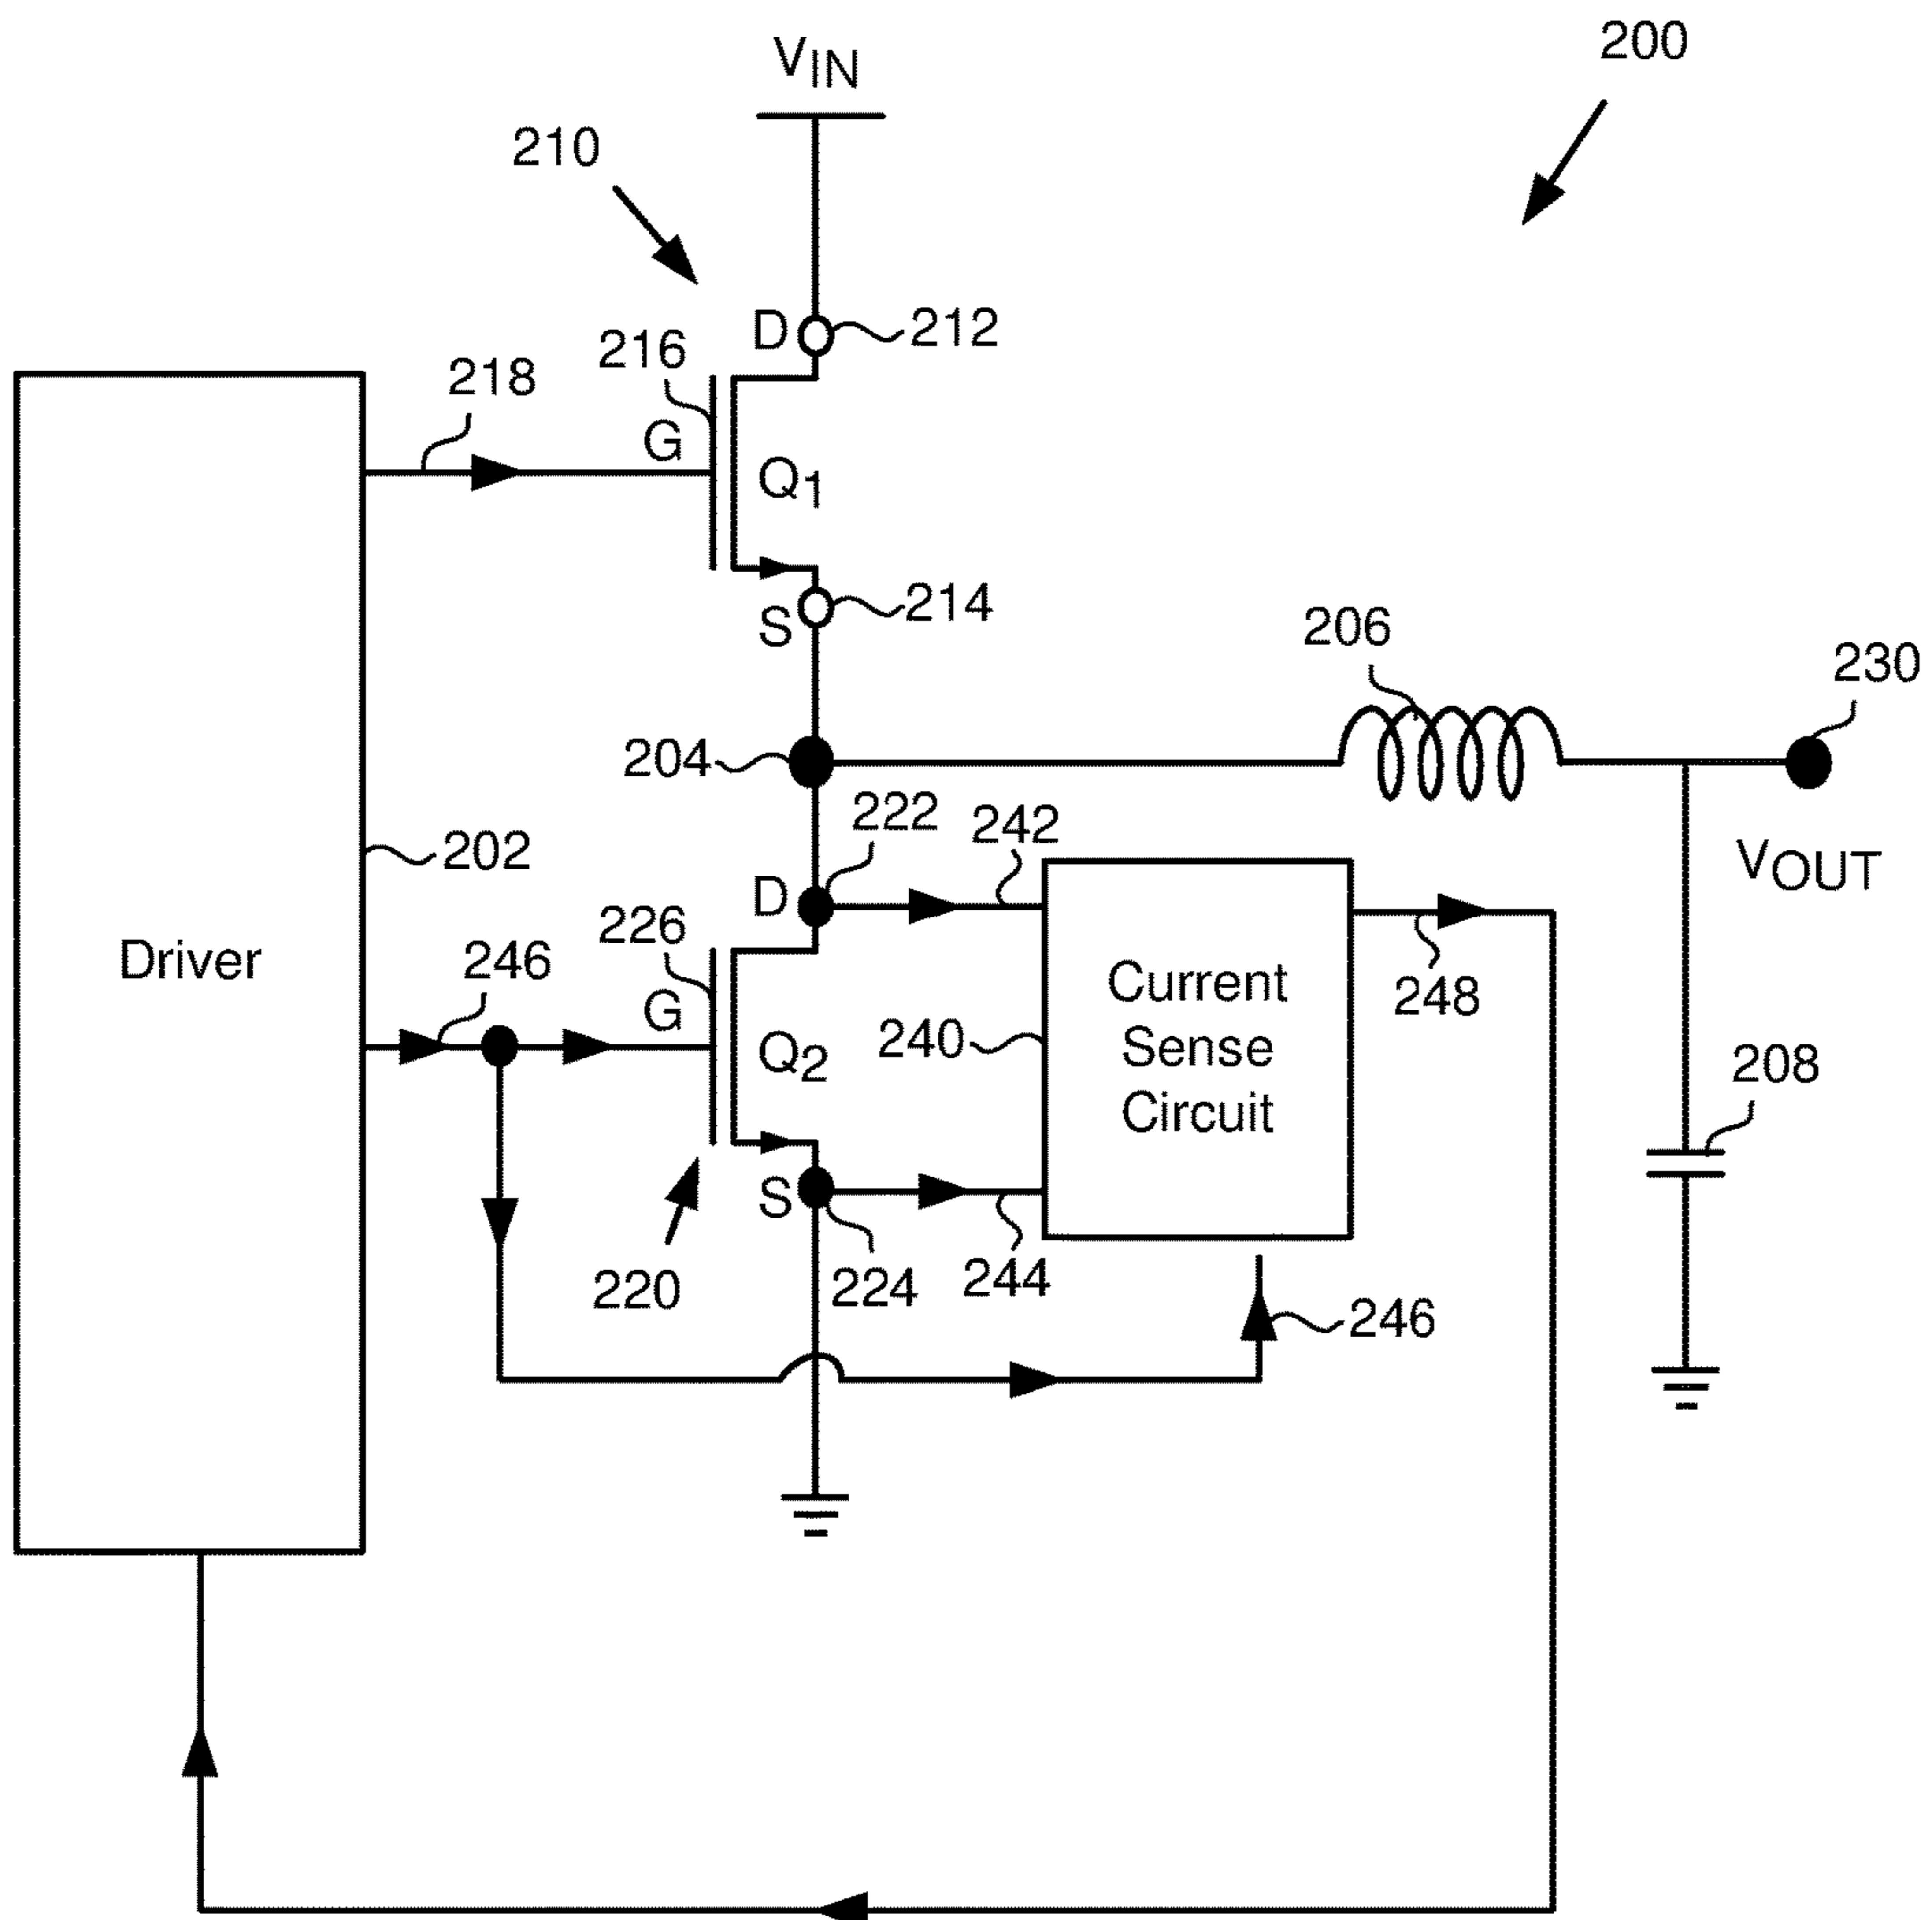 200
VIN
210
D
212
216
218
G
Q1
214
S
206
230
204
222
242
202
D
VOUT
226
246
Driver
G
Current
Sense
Circuit
248
240
Q2
208
S
220
224
244
246